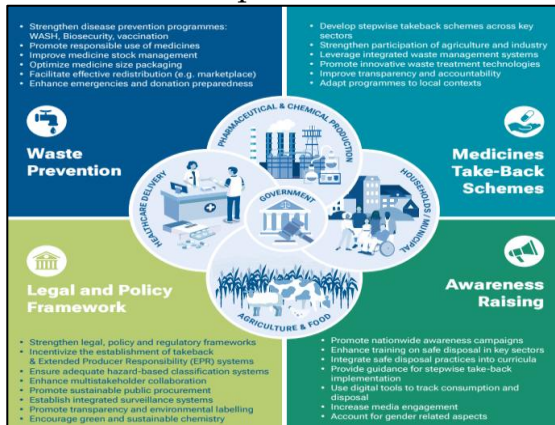 • Strengthen disease prevention programmes:
WASH, Biosecurity, vaccination
• Promote responsible use of medicines
• Improve medicine stock management
• Optimize medicine size packaging
• Facilitate effective redistribution (e.g. marketplace)
• Enhance emergencies and donation preparedness
Waste
Prevention
• Develop stepwise takeback schemes across key
sectors
• Strengthen participation of agriculture and industry
• Leverage integrated waste management systems
• Promote innovative waste treatment technologies
• Improve transparency and accountability
• Adapt programmes to local contexts
Medicines
Take-Back
Schemes
PHARMACEUTICAL & CHEMICAL PRODUCTION
HEALTHCARE DELIVERY
GOVERNMENT
HOUSEHOLDS / MUNICIPAL
AGRICULTURE & FOOD
Legal and Policy
Framework
• Strengthen legal, policy and regulatory frameworks
• Incentivize the establishment of takeback
& Extended Producer Responsibility (EPR) systems
• Ensure adequate hazard-based classification systems
• Enhance multistakeholder collaboration
• Promote sustainable public procurement
• Establish integrated surveillance systems
• Promote transparency and environmental labelling
• Encourage green and sustainable chemistry
Awareness
Raising
• Promote nationwide awareness campaigns
• Enhance training on safe disposal in key sectors
• Integrate safe disposal practices into curricula
• Provide guidance for stepwise take-back
implementation
• Use digital tools to track consumption and
disposal
• Increase media engagement
• Account for gender related aspects